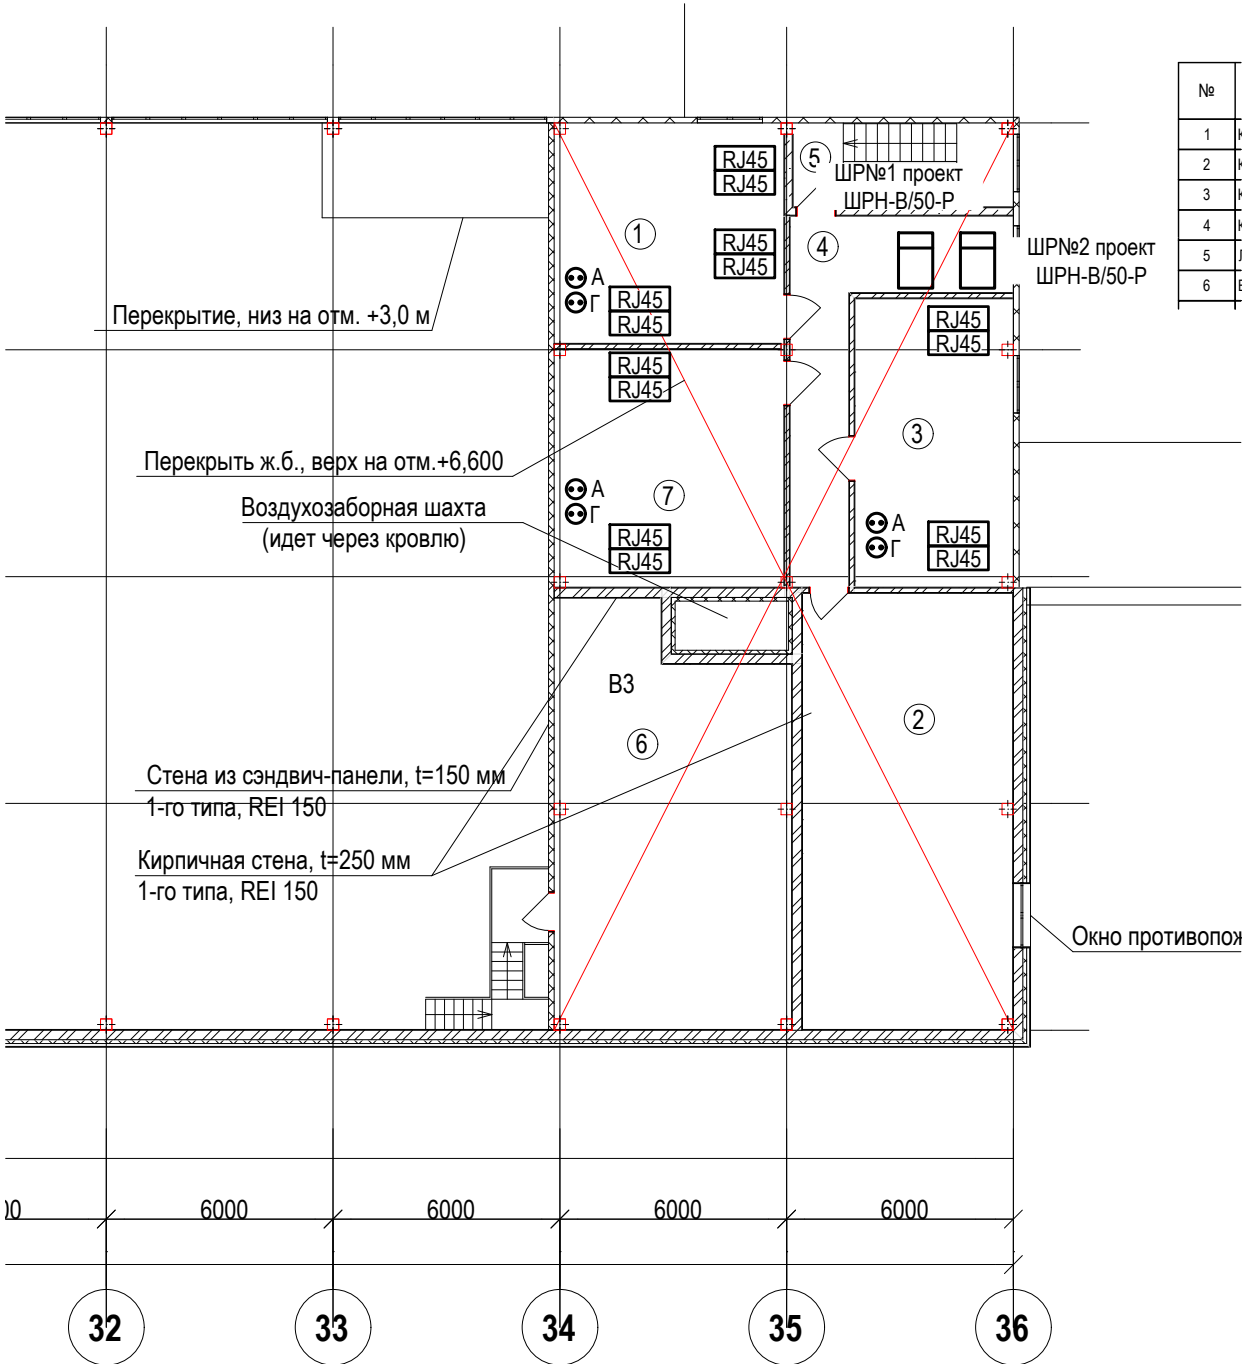 №
1
2
3
4
5
6
5
ШР№1 проект
ШРН-В/50-Р
RJ45
RJ45
1
4
RJ45
RJ45
ШР№2 проект
ШРН-В/50-Р
А
Г
RJ45
RJ45
Перекрытие, низ на отм. +3,0 м
RJ45
RJ45
RJ45
RJ45
3
Перекрыть ж.б., верх на отм.+6,600
А
Г
7
Воздухозаборная шахта
(идет через кровлю)
RJ45
RJ45
А
Г
RJ45
RJ45
В3
2
6
Стена из сэндвич-панели, t=150 мм
1-го типа, REI 150
Кирпичная стена, t=250 мм
1-го типа, REI 150
Окно противопож
00
6000
6000
6000
6000
32
33
34
35
36